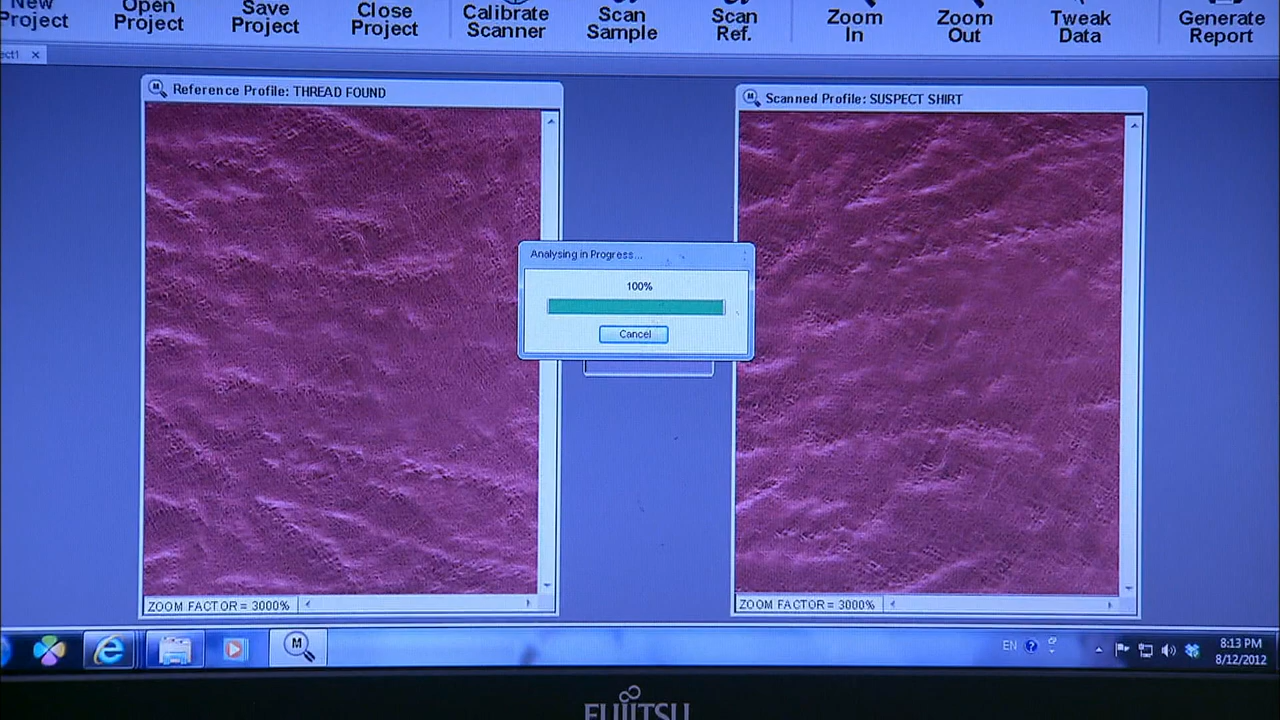 New
Project
Open
Project
Save
Project
Close
Project
Calibrate
Scanner
Scan
Sample
Scan
Ref.
Zoom
In
Zoom
Out
Tweak
Data
Generate
Report
Reference Profile: THREAD FOUND
Scanned Profile: SUSPECT SHIRT
Analysing in Progress...
100%
Cancel
ZOOM FACTOR = 3000%
ZOOM FACTOR = 3000%
EN
8:13 PM
8/12/2012
FUJITSU